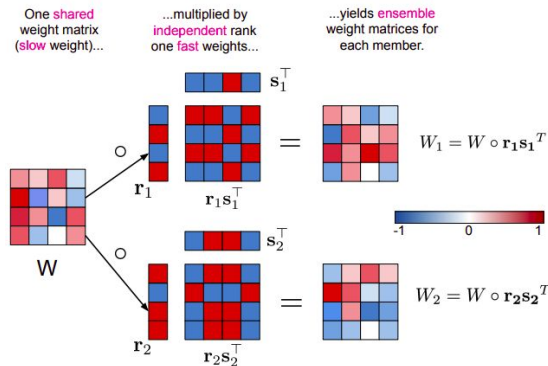 One shared
weight matrix
(slow weight)...
...multiplied by
independent rank
one fast weights...
...yields ensemble
weight matrices for
each member.
s₁⊤
r₁
r₁s₁⊤
=
W₁ = W ∘ r₁s₁ᵀ
W
-1 0 1
s₂⊤
r₂
r₂s₂⊤
=
W₂ = W ∘ r₂s₂ᵀ